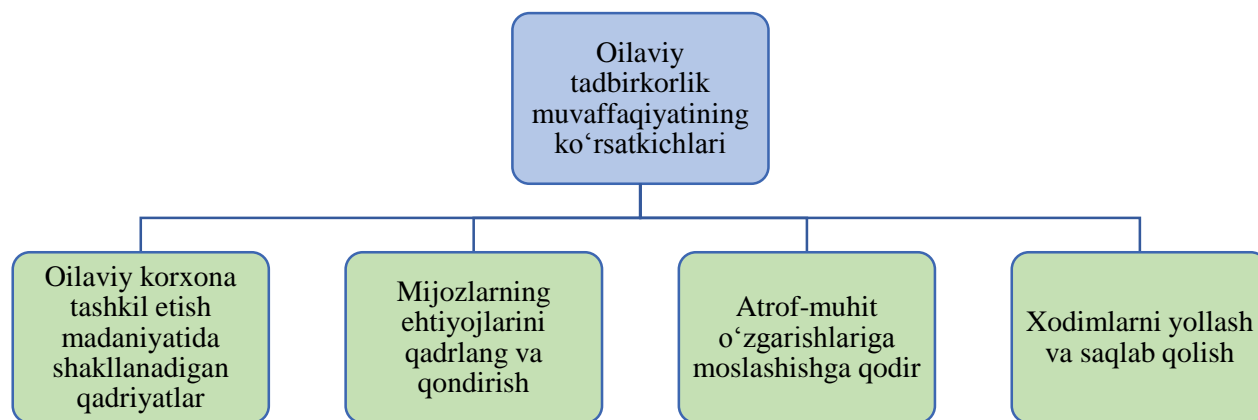 Oilaviy
tadbirkorlik
muvaffaqiyatining
ko‘rsatkichlari
Oilaviy korxona
tashkil etish
madaniyatida
shakllanadigan
qadriyatlar
Mijozlarning
ehtiyojlarini
qadrlang va
qondirish
Atrof-muhit
o‘zgarishlariga
moslashishga qodir
Xodimlarni yollash
va saqlab qolish